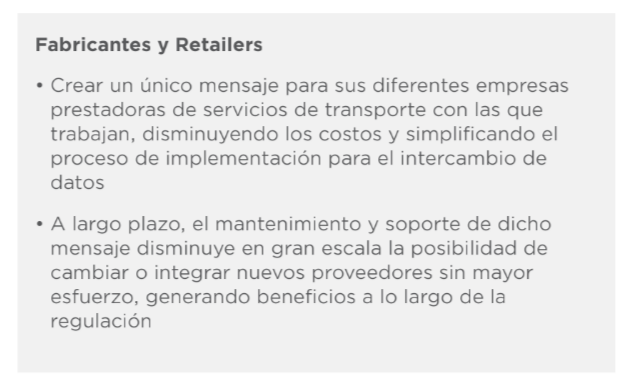 Fabricantes y Retailers
• Crear un único mensaje para sus diferentes empresas
prestadoras de servicios de transporte con las que
trabajan, disminuyendo los costos y simplificando el
proceso de implementación para el intercambio de
datos
• A largo plazo, el mantenimiento y soporte de dicho
mensaje disminuye en gran escala la posibilidad de
cambiar o integrar nuevos proveedores sin mayor
esfuerzo, generando beneficios a lo largo de la
regulación